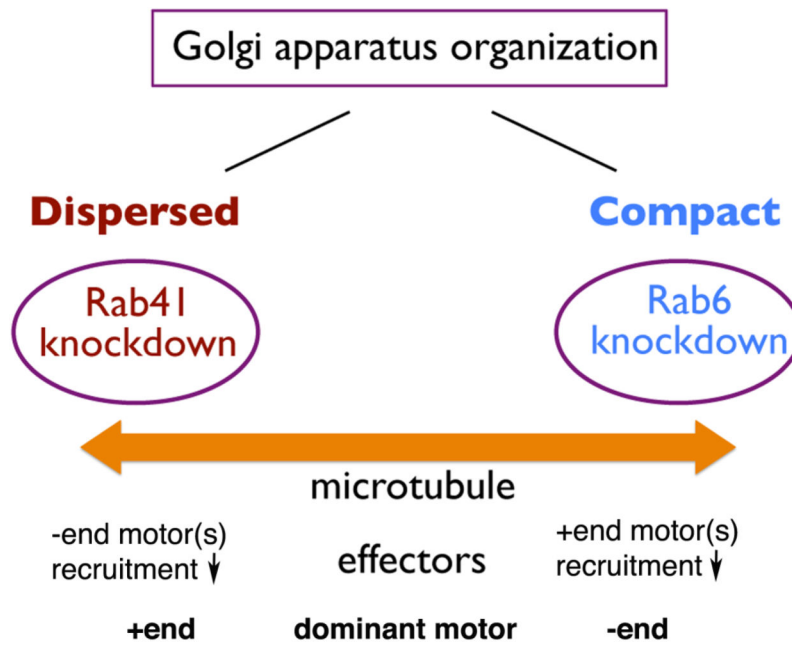 Golgi apparatus organization
Dispersed
Compact
Rab41
knockdown
Rab6
knockdown
microtubule
-end motor(s)
recruitment ↓
effectors
+end motor(s)
recruitment ↓
+end
dominant motor
-end